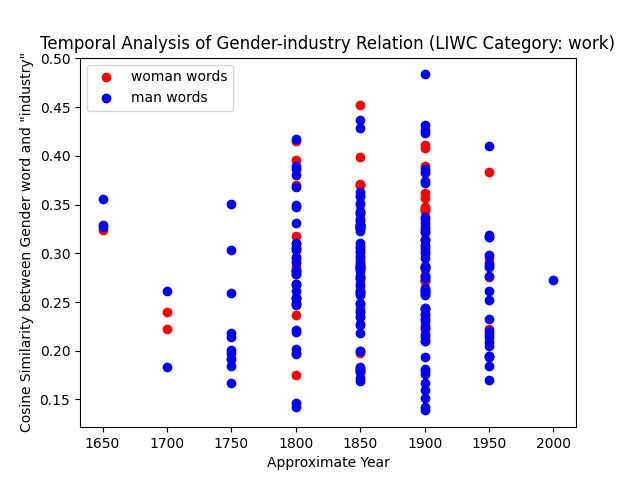 Temporal Analysis of Gender-industry Relation (LIWC Category: work)
woman words
man words
Cosine Similarity between Gender word and "industry"
0.50
0.45
0.40
0.35
0.30
0.25
0.20
0.15
1650 1700 1750 1800 1850 1900 1950 2000
Approximate Year